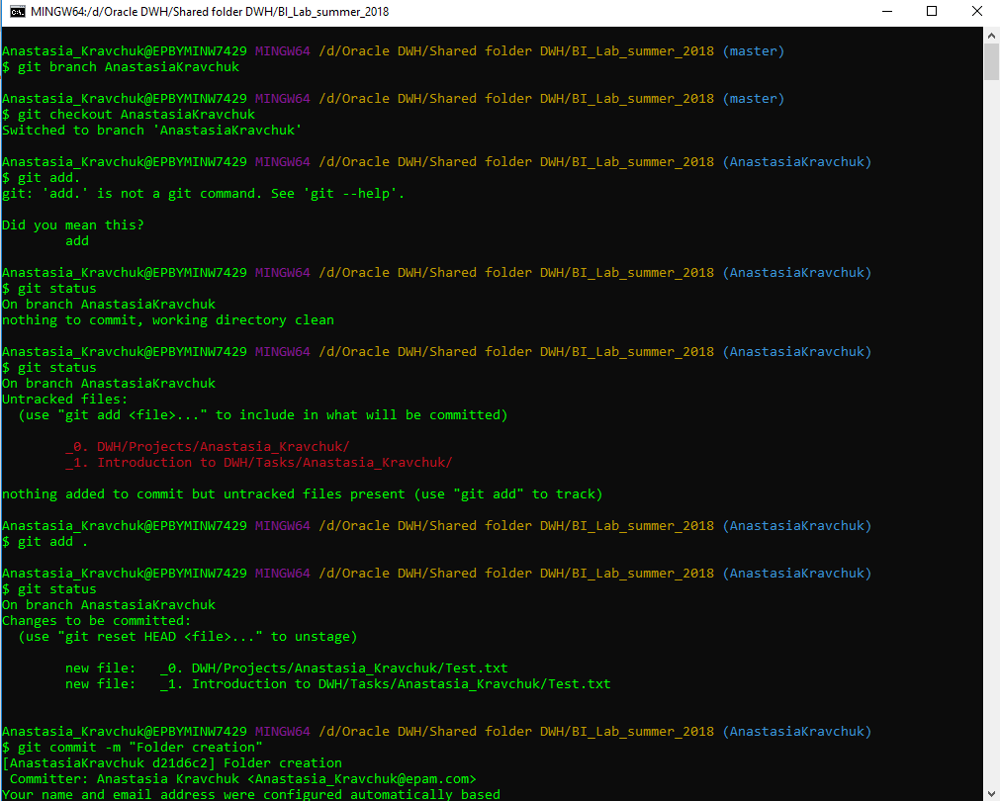 MINGW64:/d/Oracle DWH/Shared folder DWH/BI_Lab_summer_2018
Anastasia_Kravchuk@EPBYMINW7429 MINGW64 /d/Oracle DWH/Shared folder DWH/BI_Lab_summer_2018 (master)
$ git branch AnastasiaKravchuk
Anastasia_Kravchuk@EPBYMINW7429 MINGW64 /d/Oracle DWH/Shared folder DWH/BI_Lab_summer_2018 (master)
$ git checkout AnastasiaKravchuk
Switched to branch 'AnastasiaKravchuk'
Anastasia_Kravchuk@EPBYMINW7429 MINGW64 /d/Oracle DWH/Shared folder DWH/BI_Lab_summer_2018 (AnastasiaKravchuk)
$ git add.
git: 'add.' is not a git command. See 'git --help'.
Did you mean this?
add
Anastasia_Kravchuk@EPBYMINW7429 MINGW64 /d/Oracle DWH/Shared folder DWH/BI_Lab_summer_2018 (AnastasiaKravchuk)
$ git status
On branch AnastasiaKravchuk
nothing to commit, working directory clean
Anastasia_Kravchuk@EPBYMINW7429 MINGW64 /d/Oracle DWH/Shared folder DWH/BI_Lab_summer_2018 (AnastasiaKravchuk)
$ git status
On branch AnastasiaKravchuk
Untracked files:
(use "git add <file>..." to include in what will be committed)
_0. DWH/Projects/Anastasia_Kravchuk/
_1. Introduction to DWH/Tasks/Anastasia_Kravchuk/
nothing added to commit but untracked files present (use "git add" to track)
Anastasia_Kravchuk@EPBYMINW7429 MINGW64 /d/Oracle DWH/Shared folder DWH/BI_Lab_summer_2018 (AnastasiaKravchuk)
$ git add .
Anastasia_Kravchuk@EPBYMINW7429 MINGW64 /d/Oracle DWH/Shared folder DWH/BI_Lab_summer_2018 (AnastasiaKravchuk)
$ git status
On branch AnastasiaKravchuk
Changes to be committed:
(use "git reset HEAD <file>..." to unstage)
new file:   _0. DWH/Projects/Anastasia_Kravchuk/Test.txt
new file:   _1. Introduction to DWH/Tasks/Anastasia_Kravchuk/Test.txt
Anastasia_Kravchuk@EPBYMINW7429 MINGW64 /d/Oracle DWH/Shared folder DWH/BI_Lab_summer_2018 (AnastasiaKravchuk)
$ git commit -m "Folder creation"
[AnastasiaKravchuk d21d6c2] Folder creation
Committer: Anastasia Kravchuk <Anastasia_Kravchuk@epam.com>
Your name and email address were configured automatically based